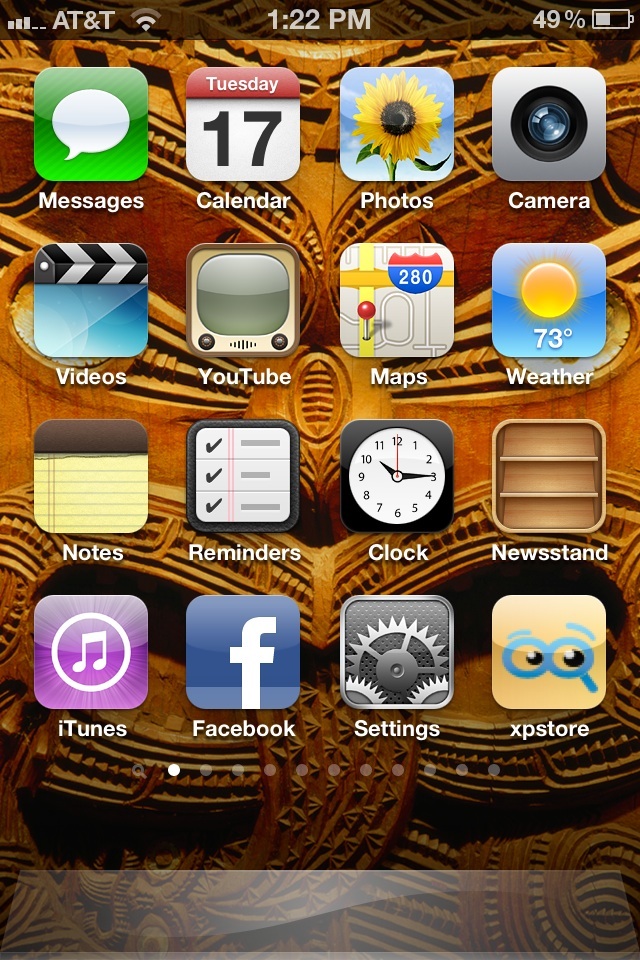 AT&T 1:22 PM 49 %
Tuesday
17
Messages Calendar Photos Camera
280
73°
Videos YouTube Maps Weather
12
11 1
10 2
9 3
8 4
7 5
6
Notes Reminders Clock Newsstand
f
iTunes Facebook Settings xpstore